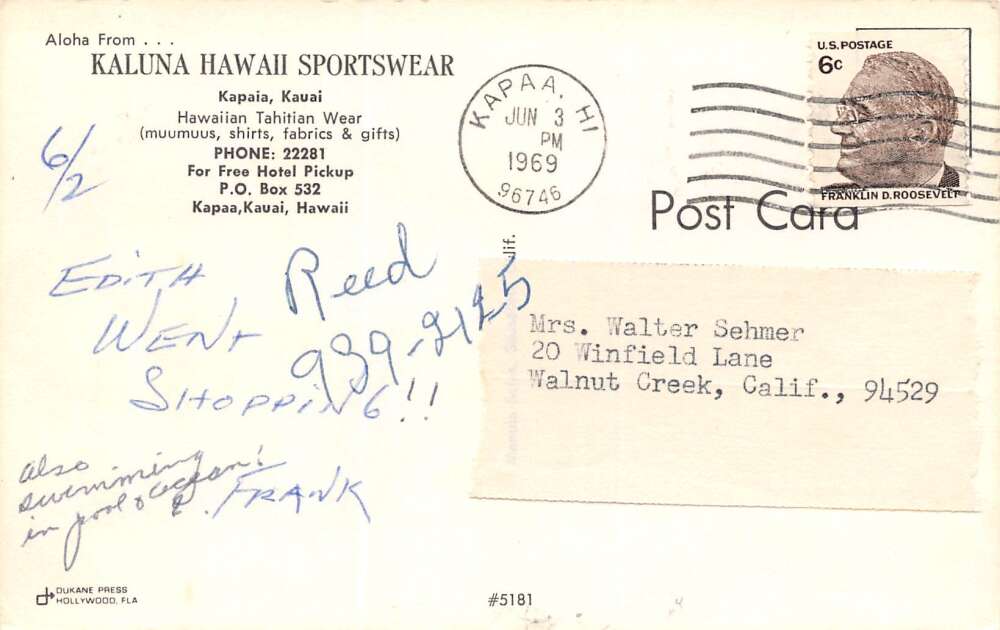 Aloha From . . .
KALUNA HAWAII SPORTSWEAR
Kapaia, Kauai
Hawaiian Tahitian Wear
(muumuus, shirts, fabrics & gifts)
PHONE: 22281
For Free Hotel Pickup
P.O. Box 532
Kapaa,Kauai, Hawaii
6/2
KAPAA, HI
JUN 3
PM
1969
96746
U.S. POSTAGE
6c
FRANKLIN D. ROOSEVELT
Post Card
EDITH
WENT
SHOPPING!!
Reed
939-2125
also
swimming
in pool & ocean!
E.
FRANK
lif.
Mrs. Walter Sehmer
20 Winfield Lane
Walnut Creek, Calif., 94529
DUKANE PRESS
HOLLYWOOD, FLA
#5181